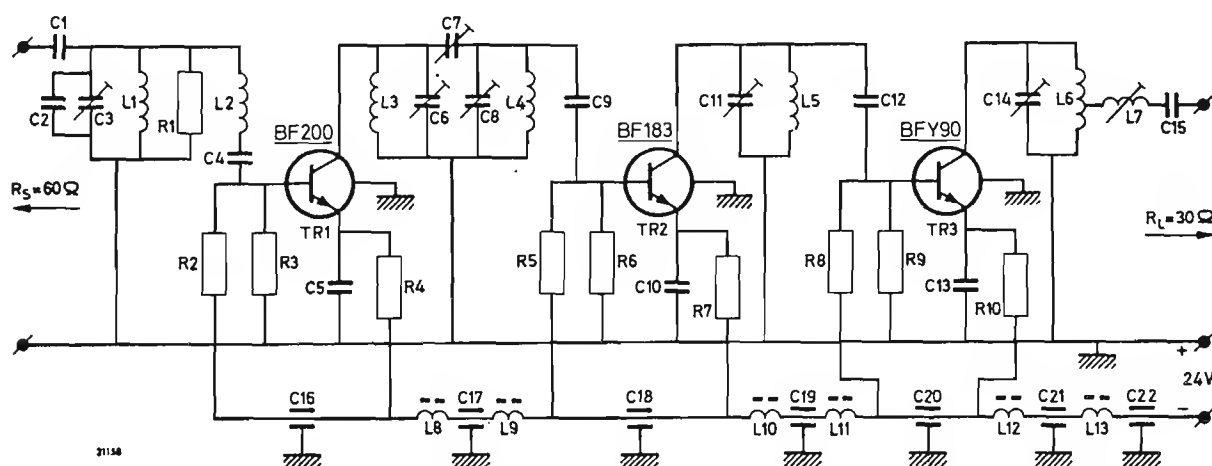 C1
C7
C2
C3
L1
R1
L2
C4
BF200
L3
C6
C8
L4
C9
BF183
C11
L5
C12
BFY90
C14
L6
L7
C15
RS=60Ω
RL=30Ω
TR1
TR2
TR3
R2
R3
C5
R4
R5
R6
C10
R7
R8
R9
C13
R10
+
24V
−
C16
L8
C17
L9
C18
L10
C19
L11
C20
L12
C21
L13
C22
21158